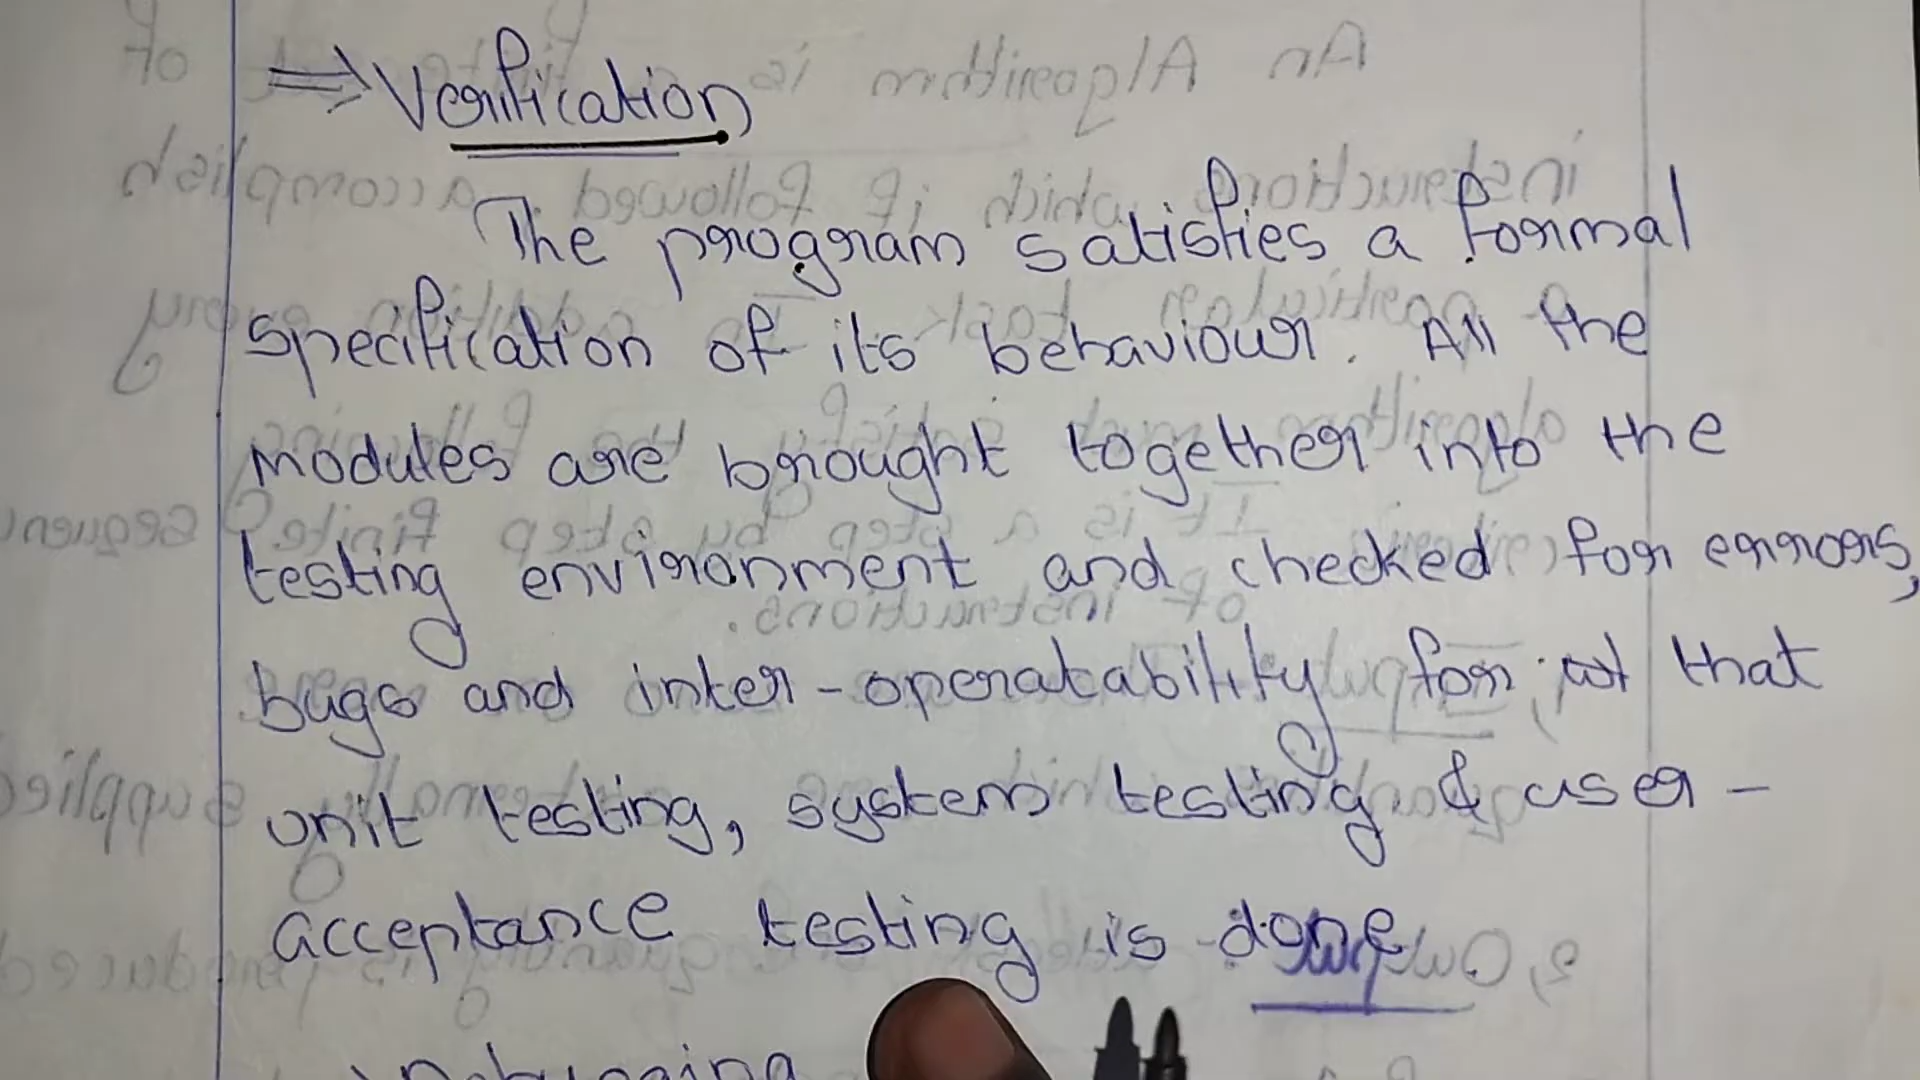 ⇒ Verification
The program satisfies a formal
specification of its behaviour. All the
modules are brought together into the
testing environment and checked for errors,
bugs and inter-operatability for that
unit testing, system testing & user-
acceptance testing is done
Debugging